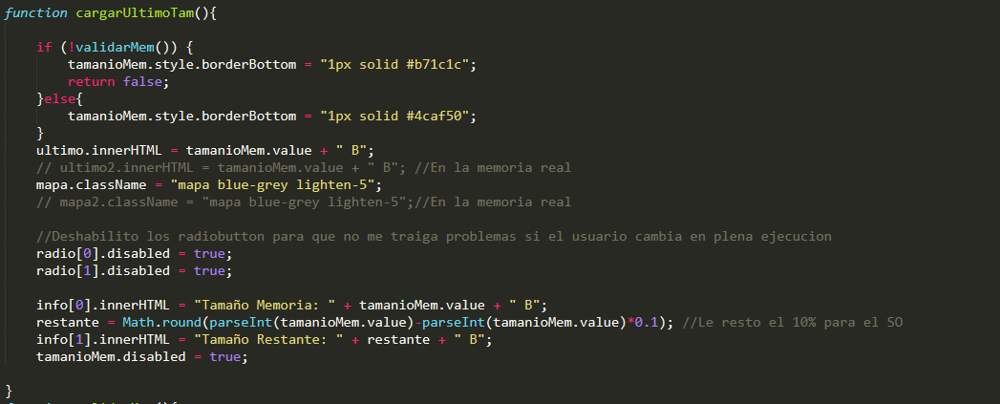 function cargarUltimoTam(){
if (!validarMem()) {
tamanioMem.style.borderBottom = "1px solid #b71c1c";
return false;
}else{
tamanioMem.style.borderBottom = "1px solid #4caf50";
}
ultimo.innerHTML = tamanioMem.value + " B";
// ultimo2.innerHTML = tamanioMem.value + " B"; //En la memoria real
mapa.className = "mapa blue-grey lighten-5";
// mapa2.className = "mapa blue-grey lighten-5";//En la memoria real
//Deshabilito los radiobutton para que no me traiga problemas si el usuario cambia en plena ejecucion
radio[0].disabled = true;
radio[1].disabled = true;
info[0].innerHTML = "Tamaño Memoria: " + tamanioMem.value + " B";
restante = Math.round(parseInt(tamanioMem.value)-parseInt(tamanioMem.value)*0.1); //Le resto el 10% para el SO
info[1].innerHTML = "Tamaño Restante: " + restante + " B";
tamanioMem.disabled = true;
}